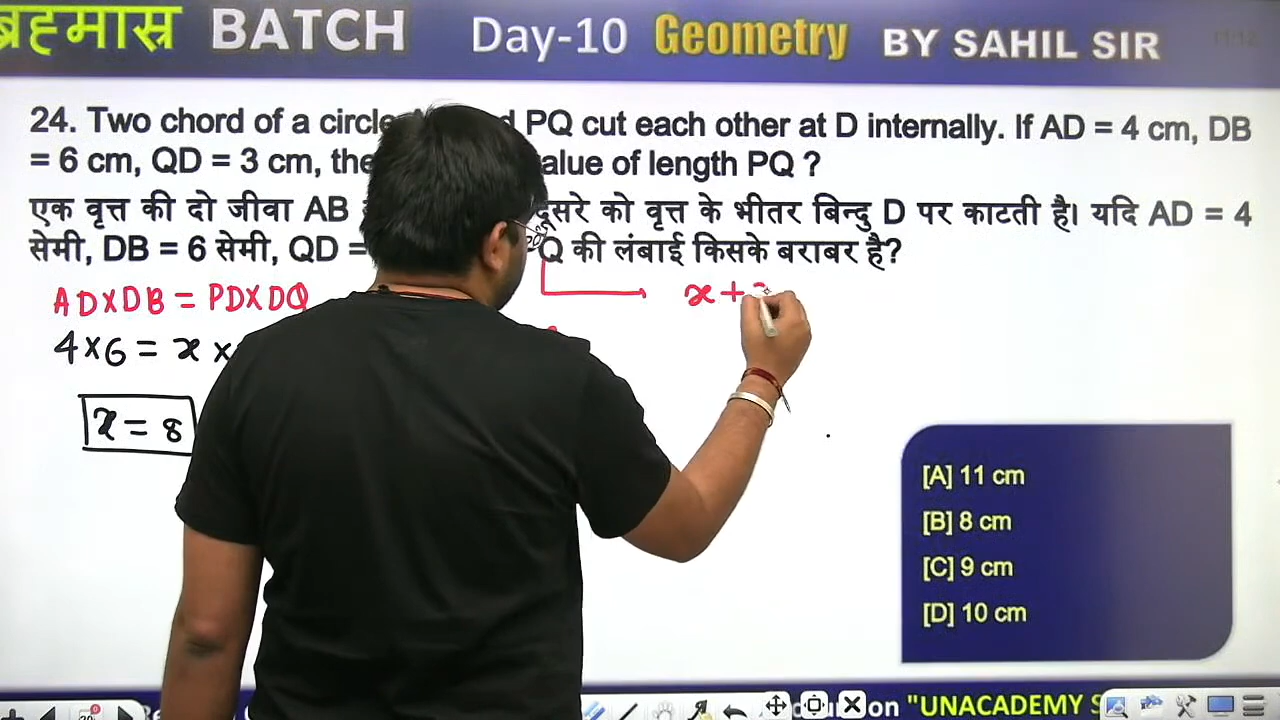 ब्रह्मास्र BATCH Day-10 Geometry BY SAHIL SIR
24. Two chord of a circle PQ cut each other at D internally. If AD = 4 cm, DB
= 6 cm, QD = 3 cm, of length PQ ?
एक वृत्त की दो जीवा AB दूसरे को वृत्त के भीतर बिन्दु D पर काटती है। यदि AD = 4
सेमी, DB = 6 सेमी, QD = Q की लंबाई किसके बराबर है?
AD×DB = PD×DQ
x +
4×6 = x ×
x = 8
[A] 11 cm
[B] 8 cm
[C] 9 cm
[D] 10 cm
on "UNACADEMY S